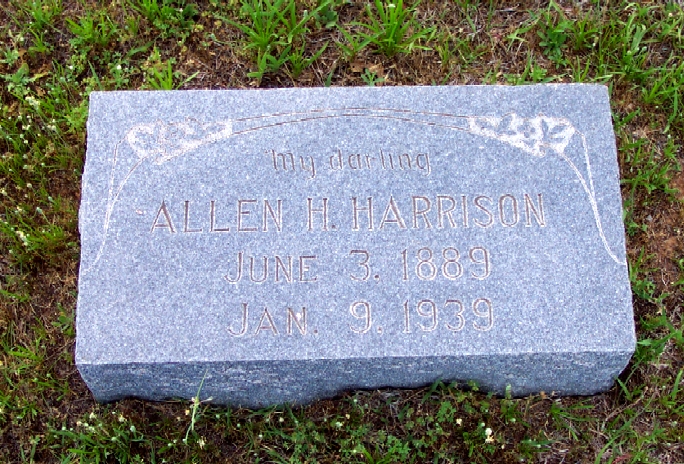 My darling
ALLEN H. HARRISON
JUNE 3, 1889
JAN. 9, 1939